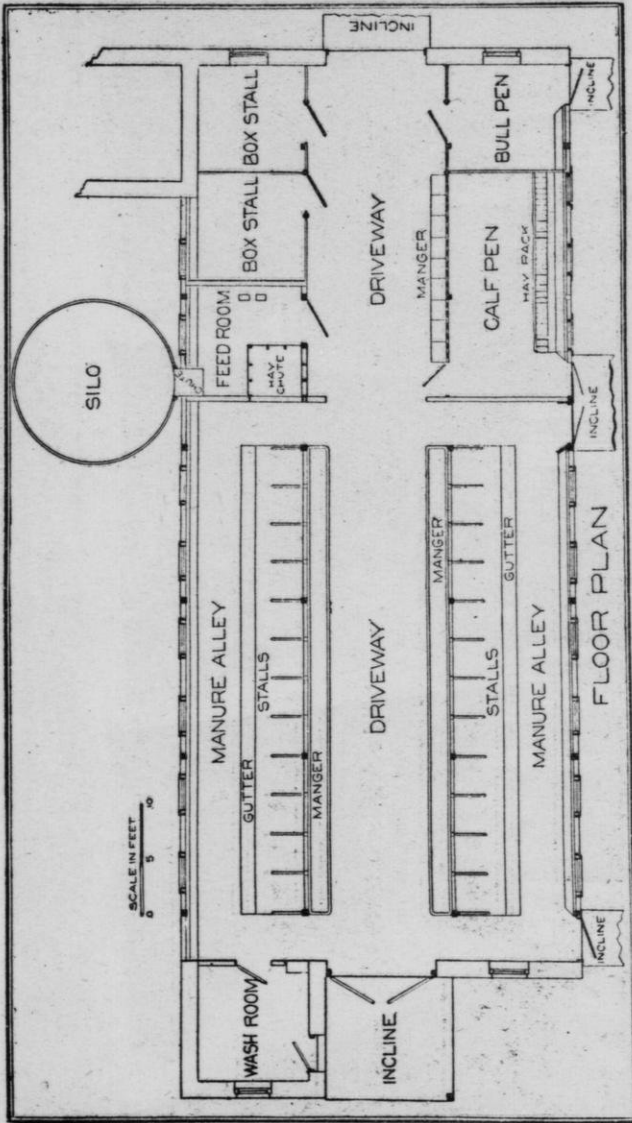 INCLINE
BOX STALL
BOX STALL
BULL PEN
INCLINE
DRIVEWAY
MANGER
CALF PEN
HAY RACK
FEED ROOM
HAY
CHUTE
SILO
INCLINE
MANURE ALLEY
GUTTER
STALLS
MANGER
DRIVEWAY
MANGER
STALLS
GUTTER
MANURE ALLEY
FLOOR PLAN
SCALE IN FEET
0 5 10
WASH ROOM
INCLINE
INCLINE